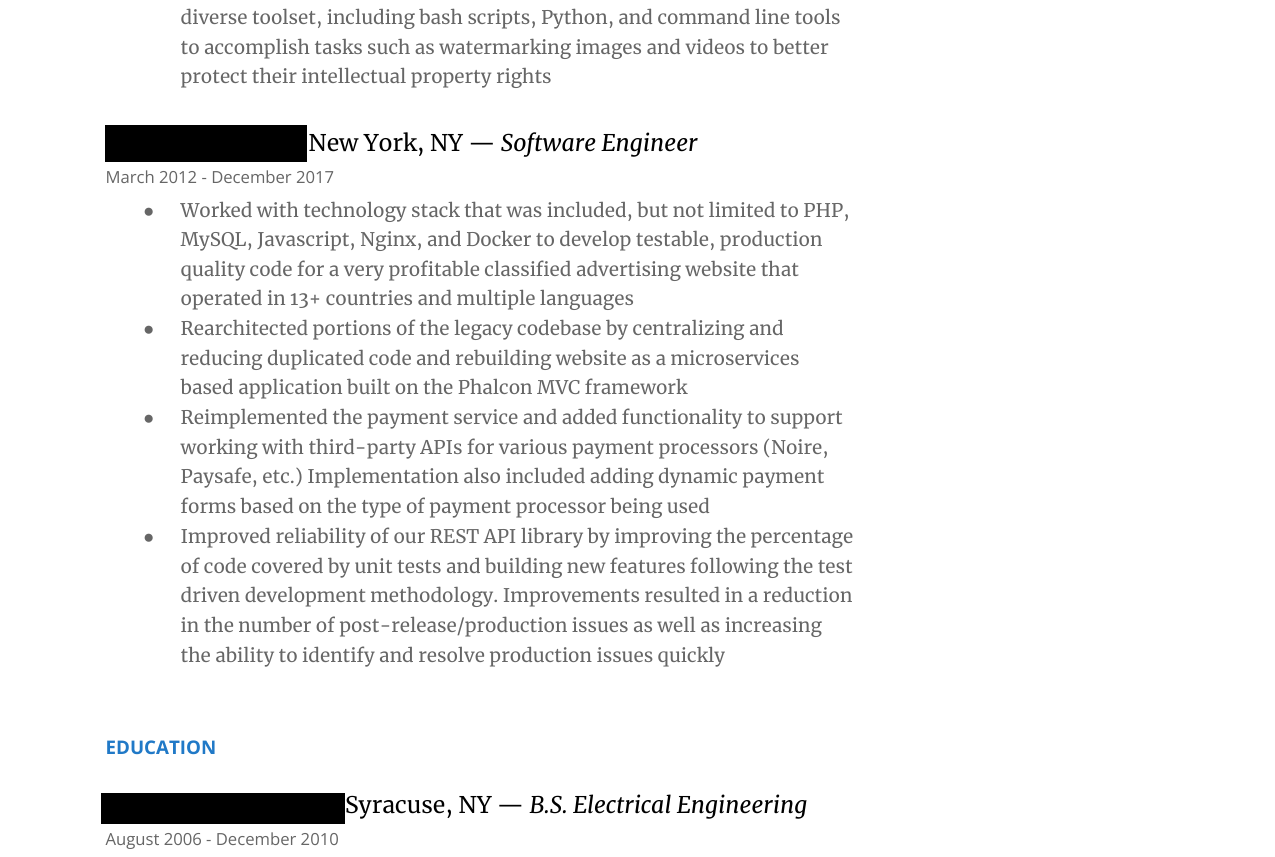 diverse toolset, including bash scripts, Python, and command line tools
to accomplish tasks such as watermarking images and videos to better
protect their intellectual property rights
New York, NY — Software Engineer
March 2012 - December 2017
● Worked with technology stack that was included, but not limited to PHP,
MySQL, Javascript, Nginx, and Docker to develop testable, production
quality code for a very profitable classified advertising website that
operated in 13+ countries and multiple languages
● Rearchitected portions of the legacy codebase by centralizing and
reducing duplicated code and rebuilding website as a microservices
based application built on the Phalcon MVC framework
● Reimplemented the payment service and added functionality to support
working with third-party APIs for various payment processors (Noire,
Paysafe, etc.) Implementation also included adding dynamic payment
forms based on the type of payment processor being used
● Improved reliability of our REST API library by improving the percentage
of code covered by unit tests and building new features following the test
driven development methodology. Improvements resulted in a reduction
in the number of post-release/production issues as well as increasing
the ability to identify and resolve production issues quickly
EDUCATION
Syracuse, NY — B.S. Electrical Engineering
August 2006 - December 2010